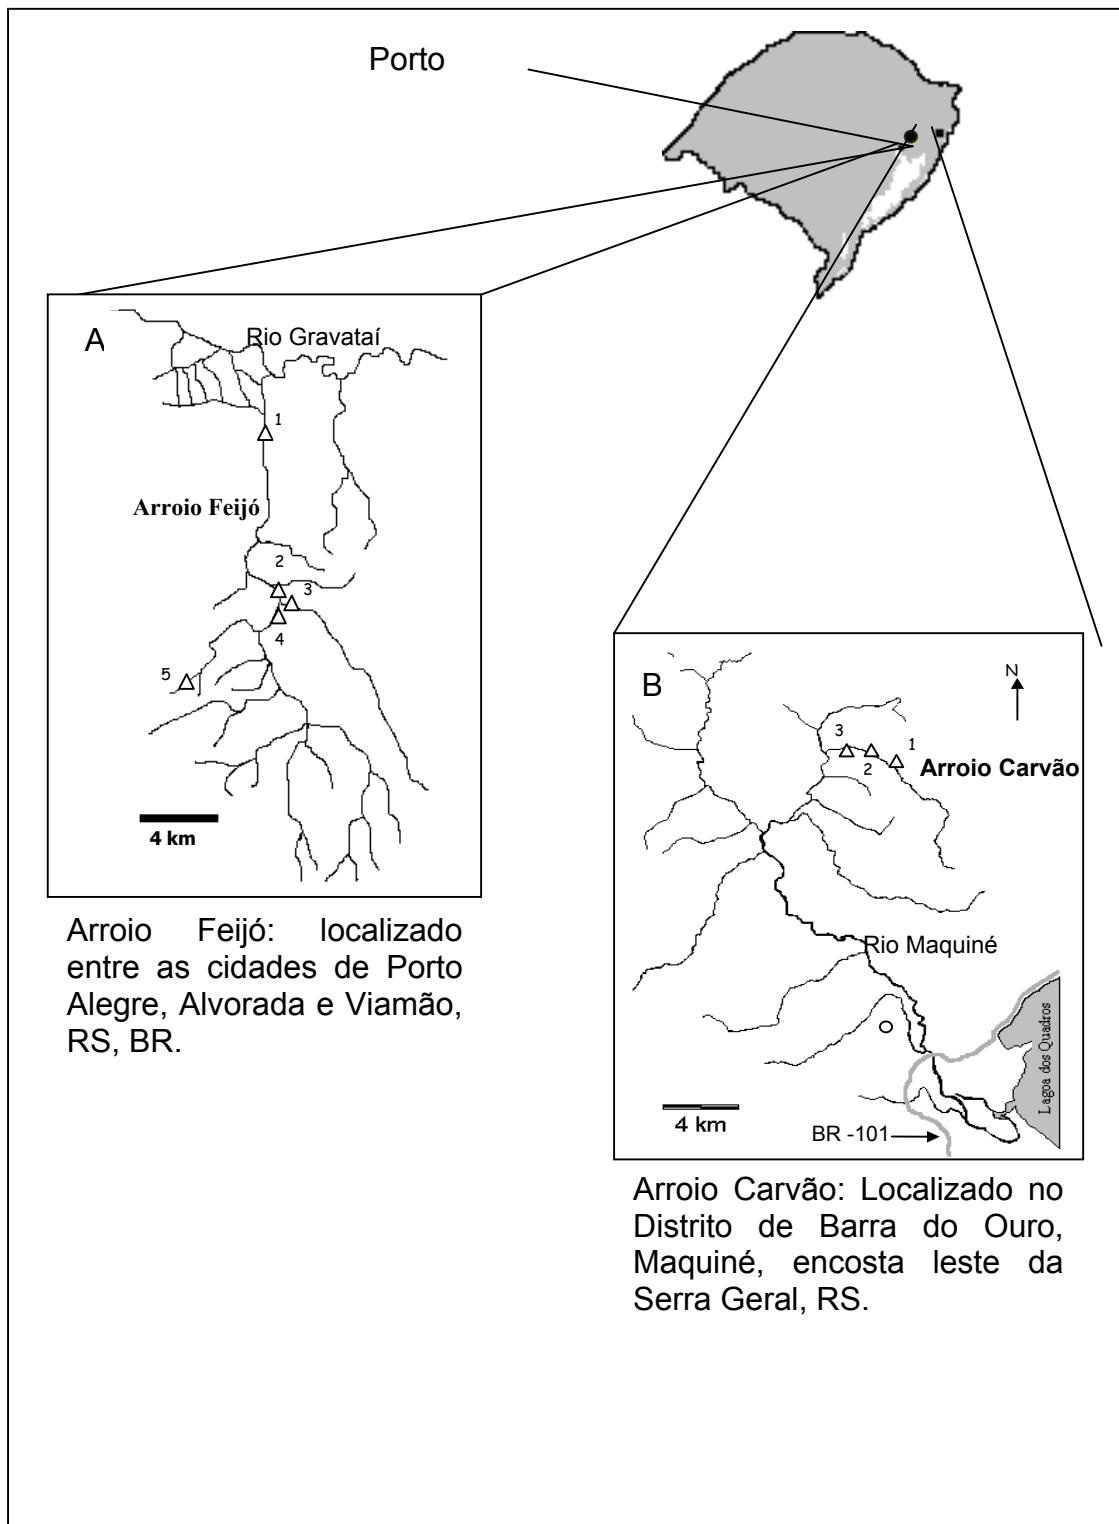 Porto
A
Rio Gravataí
1
Arroio Feijó
2
3
4
5
4 km
Arroio Feijó: localizado
entre as cidades de Porto
Alegre, Alvorada e Viamão,
RS, BR.
B
N
3
1
2
Arroio Carvão
Rio Maquiné
Lagoa dos Quadros
4 km
BR -101
Arroio Carvão: Localizado no
Distrito de Barra do Ouro,
Maquiné, encosta leste da
Serra Geral, RS.